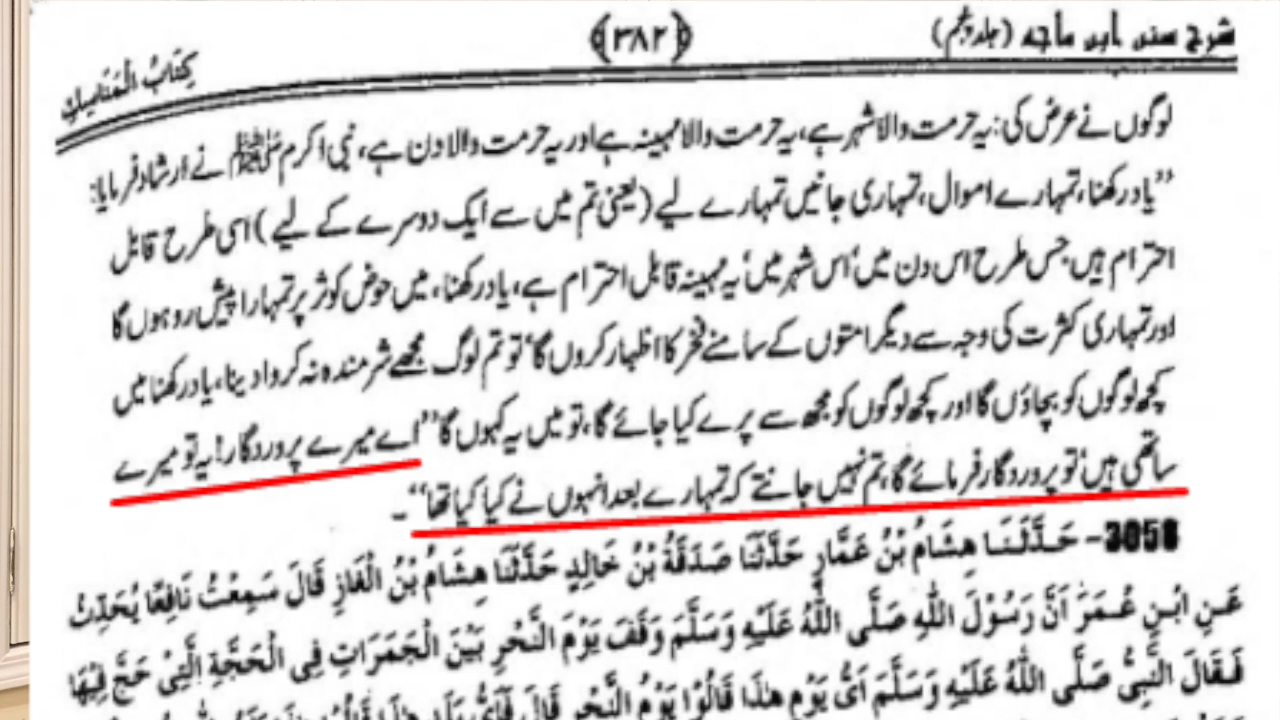 شرح سنن ابن ماجه (جلد پنجم)
﴿۳۸۲﴾
كِتَابُ الْمَنَاسِكِ
لوگوں نے عرض کی: یہ حرمت والا شہر ہے، یہ حرمت والا مہینہ ہے اور یہ حرمت والا دن ہے، نبی اکرم ﷺ نے ارشاد فرمایا:
”یاد رکھنا، تمہارے اموال، تمہاری جانیں تمہارے لیے (یعنی تم میں سے ایک دوسرے کے لیے) اسی طرح قابل
احترام ہیں جس طرح اس دن میں، اس شہر میں، یہ مہینہ قابل احترام ہے، یاد رکھنا، میں حوض کوثر پر تمہارا پیش رو ہوں گا
اور تمہاری کثرت کی وجہ سے دیگر امتوں کے سامنے فخر کا اظہار کروں گا، تو تم لوگ مجھے شرمندہ نہ کروا دینا، یاد رکھنا میں
کچھ لوگوں کو بچاؤں گا اور کچھ لوگوں کو مجھ سے پرے کیا جائے گا، تو میں یہ کہوں گا ”اے میرے پروردگار! یہ تو میرے
ساتھی ہیں، تو پروردگار فرمائے گا، تم نہیں جانتے کہ تمہارے بعد انہوں نے کیا کیا تھا“۔
3058- حَدَّثَنَا هِشَامُ بْنُ عَمَّارٍ حَدَّثَنَا صَدَقَةُ بْنُ خَالِدٍ حَدَّثَنَا هِشَامُ بْنُ الْغَازِ قَالَ سَمِعْتُ نَافِعًا يُحَدِّثُ
عَنِ ابْنِ عُمَرَ اَنَّ رَسُوْلَ اللّٰهِ صَلَّى اللّٰهُ عَلَيْهِ وَسَلَّمَ وَقَفَ يَوْمَ النَّحْرِ بَيْنَ الْجَمَرَاتِ فِى الْحَجَّةِ الَّتِىْ حَجَّ فِيْهَا
فَقَالَ النَّبِىُّ صَلَّى اللّٰهُ عَلَيْهِ وَسَلَّمَ اَىُّ يَوْمٍ هٰذَا قَالُوْا يَوْمُ النَّحْرِ قَالَ فَاَىُّ بَلَدٍ هٰذَا